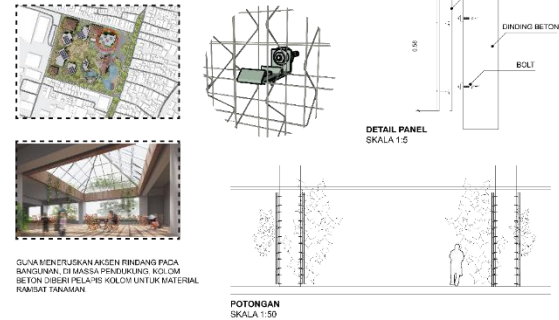 DINDING BETON
BOLT
0.58
DETAIL PANEL
SKALA 1:5
GUNA MENERUSKAN AKSEN RINDANG PADA
BANGUNAN, DI MASSA PENDUKUNG, KOLOM
BETON DIBERI PELAPIS KOLOM UNTUK MATERIAL
RAMBAT TANAMAN
POTONGAN
SKALA 1:50